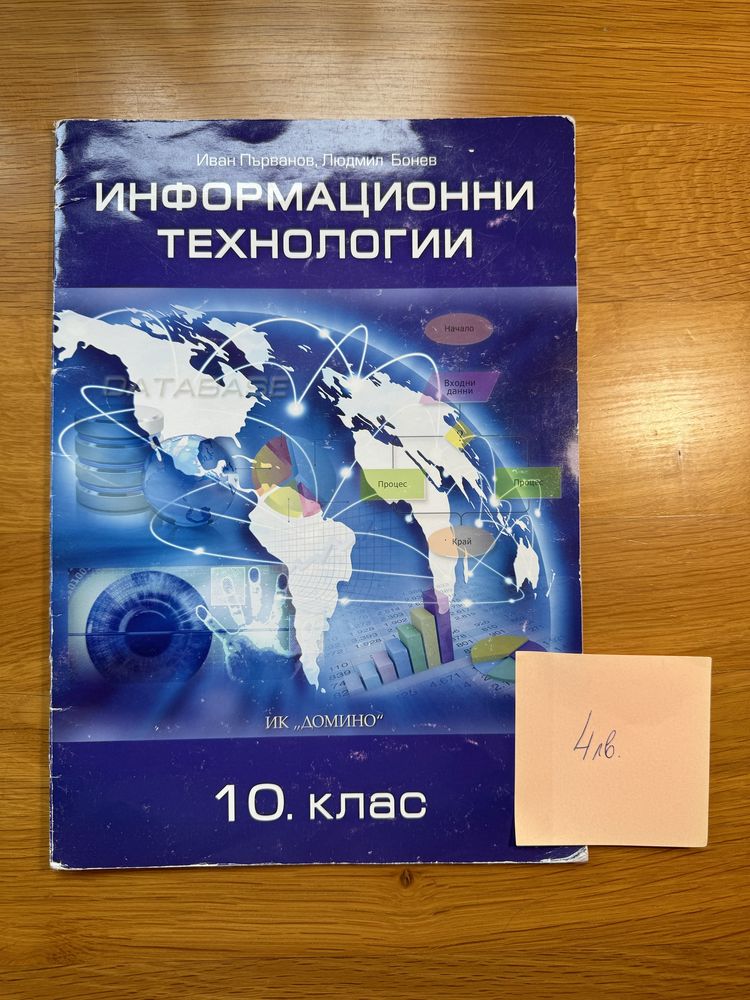 Иван Първанов, Людмил Бонев
ИНФОРМАЦИОННИ
ТЕХНОЛОГИИ
Начало
DATABASE
Входни
данни
Процес
Процес
Край
ИК „ДОМИНО“
4лв.
10. клас